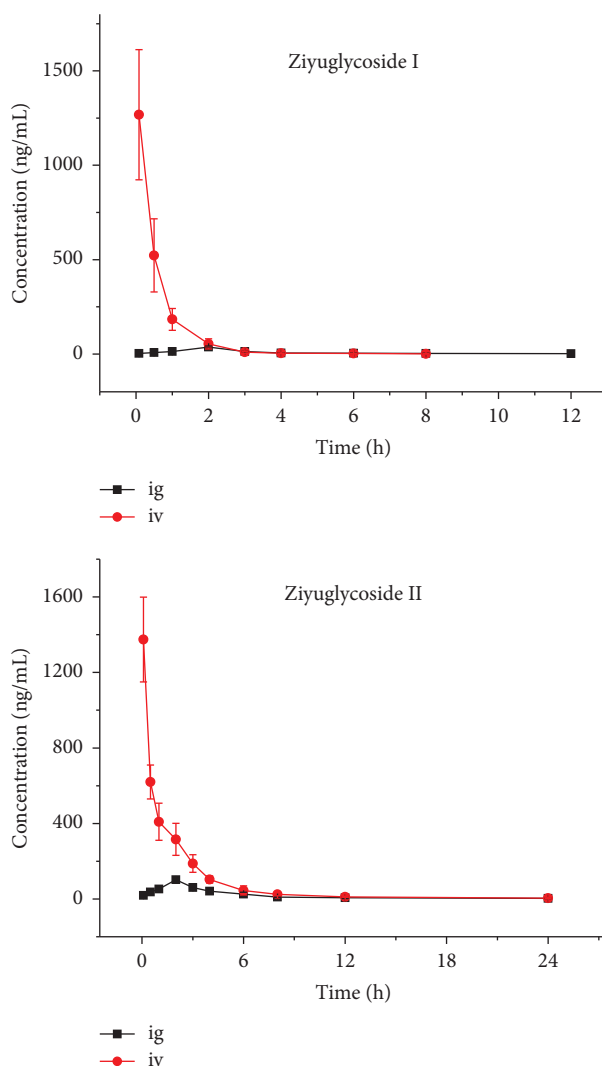 Ziyuglycoside I
1500
1000
500
0
Concentration (ng/mL)
0 2 4 6 8 10 12
Time (h)
ig
iv
Ziyuglycoside II
1600
1200
800
400
0
Concentration (ng/mL)
0 6 12 18 24
Time (h)
ig
iv